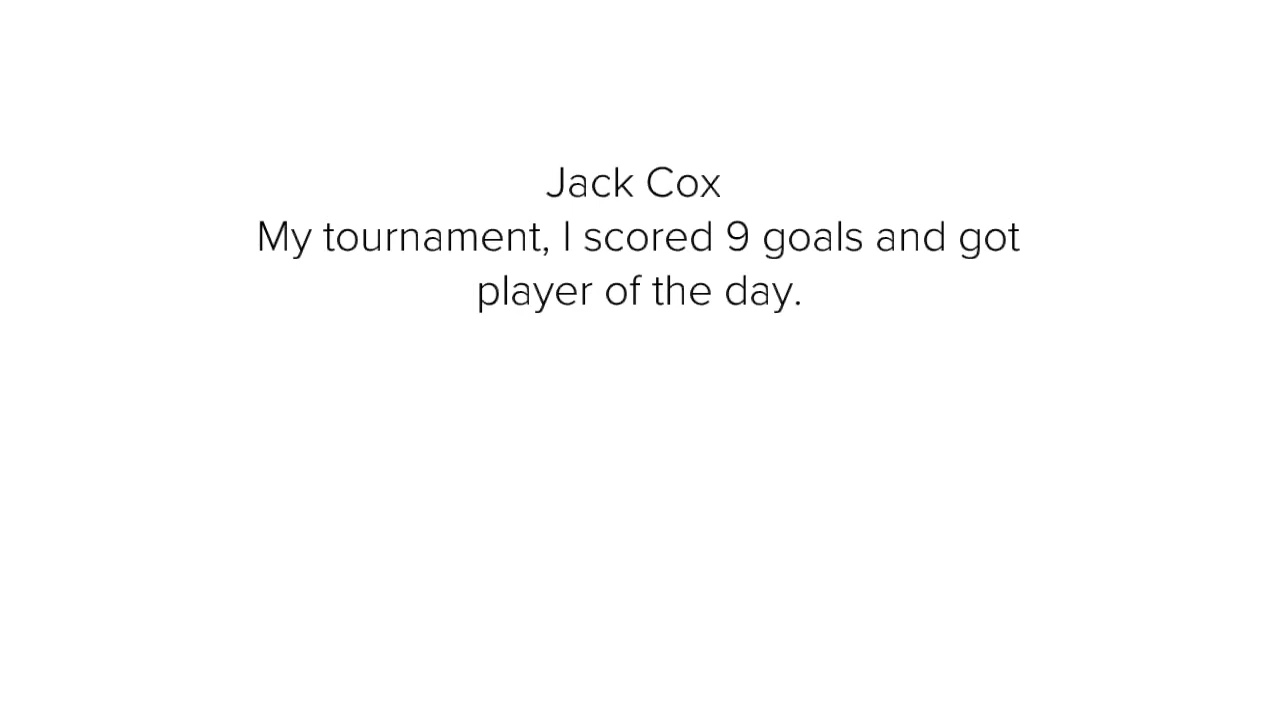 Jack Cox
My tournament, I scored 9 goals and got
player of the day.